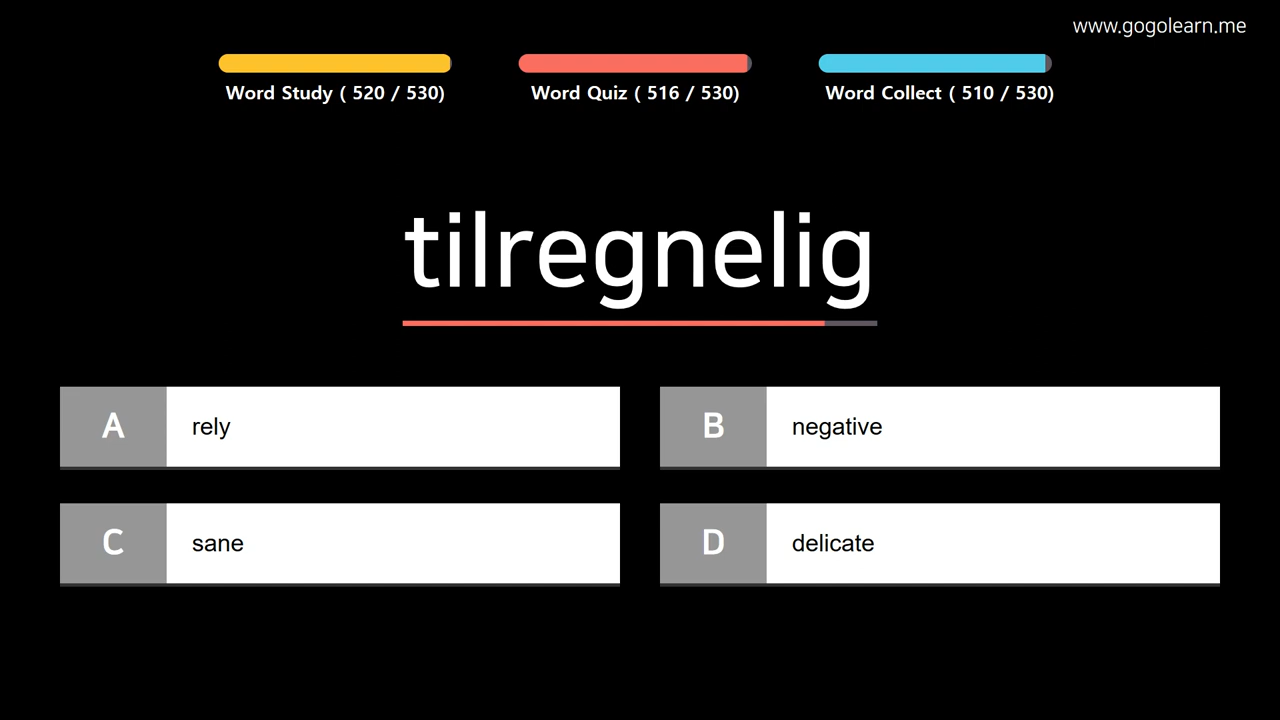 www.gogolearn.me
Word Study ( 520 / 530)
Word Quiz ( 516 / 530)
Word Collect ( 510 / 530)
tilregnelig
A rely
B negative
C sane
D delicate